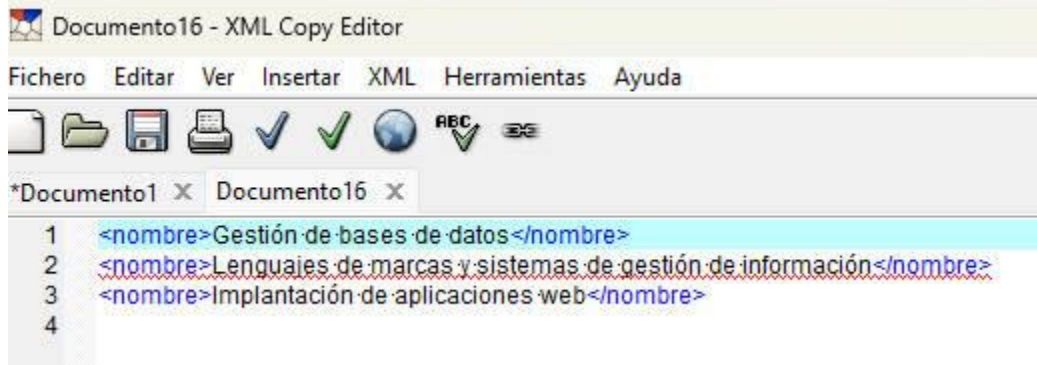 Documento16 - XML Copy Editor
Fichero Editar Ver Insertar XML Herramientas Ayuda
ABC
*Documento1 X Documento16 X
1 <nombre>Gestión·de·bases·de·datos</nombre>
2 <nombre>Lenguajes·de·marcas·y·sistemas·de·gestión·de·información</nombre>
3 <nombre>Implantación·de·aplicaciones·web</nombre>
4